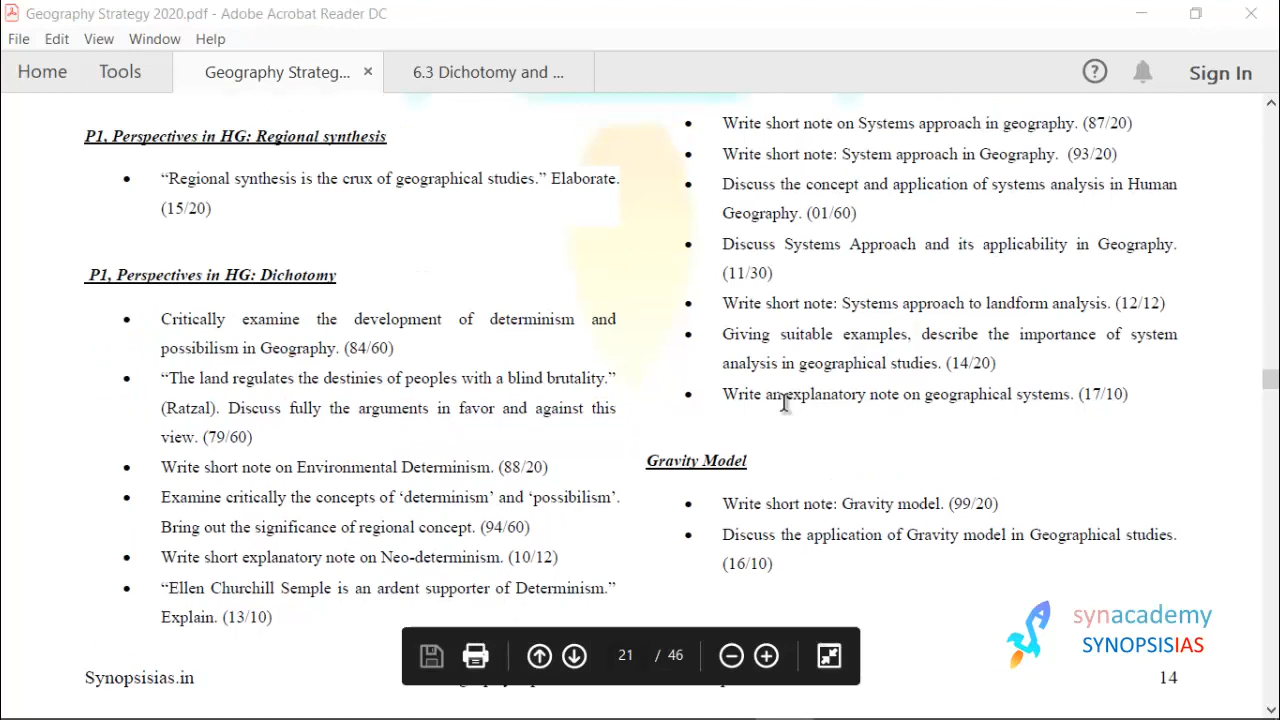 Geography Strategy 2020.pdf - Adobe Acrobat Reader DC
File Edit View Window Help
Home Tools Geography Strateg... × 6.3 Dichotomy and ... ? Sign In
P1, Perspectives in HG: Regional synthesis
• “Regional synthesis is the crux of geographical studies.” Elaborate.
(15/20)
P1, Perspectives in HG: Dichotomy
• Critically examine the development of determinism and
possibilism in Geography. (84/60)
• “The land regulates the destinies of peoples with a blind brutality.”
(Ratzal). Discuss fully the arguments in favor and against this
view. (79/60)
• Write short note on Environmental Determinism. (88/20)
• Examine critically the concepts of ‘determinism’ and ‘possibilism’.
Bring out the significance of regional concept. (94/60)
• Write short explanatory note on Neo-determinism. (10/12)
• “Ellen Churchill Semple is an ardent supporter of Determinism.”
Explain. (13/10)
• Write short note on Systems approach in geography. (87/20)
• Write short note: System approach in Geography. (93/20)
• Discuss the concept and application of systems analysis in Human
Geography. (01/60)
• Discuss Systems Approach and its applicability in Geography.
(11/30)
• Write short note: Systems approach to landform analysis. (12/12)
• Giving suitable examples, describe the importance of system
analysis in geographical studies. (14/20)
• Write an explanatory note on geographical systems. (17/10)
Gravity Model
• Write short note: Gravity model. (99/20)
• Discuss the application of Gravity model in Geographical studies.
(16/10)
synacademy
SYNOPSISIAS
21 / 46
Synopsisias.in
14